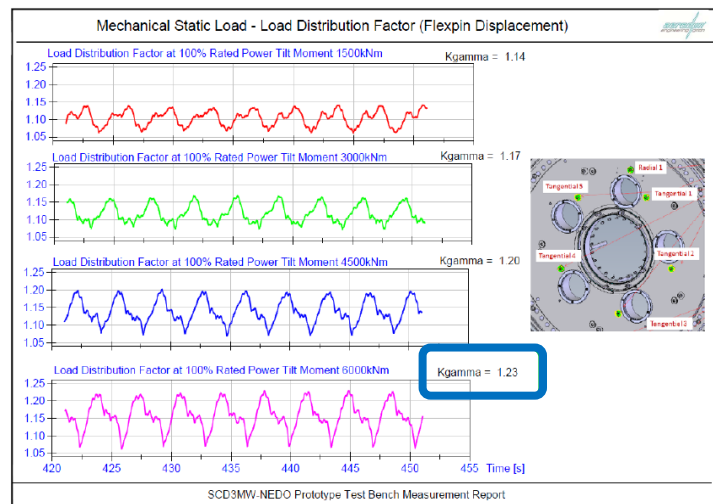 Mechanical Static Load - Load Distribution Factor (Flexpin Displacement)
Load Distribution Factor at 100% Rated Power Tilt Moment 1500kNm
Kgamma = 1.14
1.25
1.20
1.15
1.10
1.05
Load Distribution Factor at 100% Rated Power Tilt Moment 3000kNm
Kgamma = 1.17
1.25
1.20
1.15
1.10
1.05
Load Distribution Factor at 100% Rated Power Tilt Moment 4500kNm
Kgamma = 1.20
1.25
1.20
1.15
1.10
1.05
Load Distribution Factor at 100% Rated Power Tilt Moment 6000kNm
Kgamma = 1.23
1.25
1.20
1.15
1.10
1.05
420 425 430 435 440 445 450 455 Time [s]
Radial 1
Tangential 5
Tangential 1
Tangential 4
Tangential 2
Tangential 3
SCD3MW-NEDO Prototype Test Bench Measurement Report